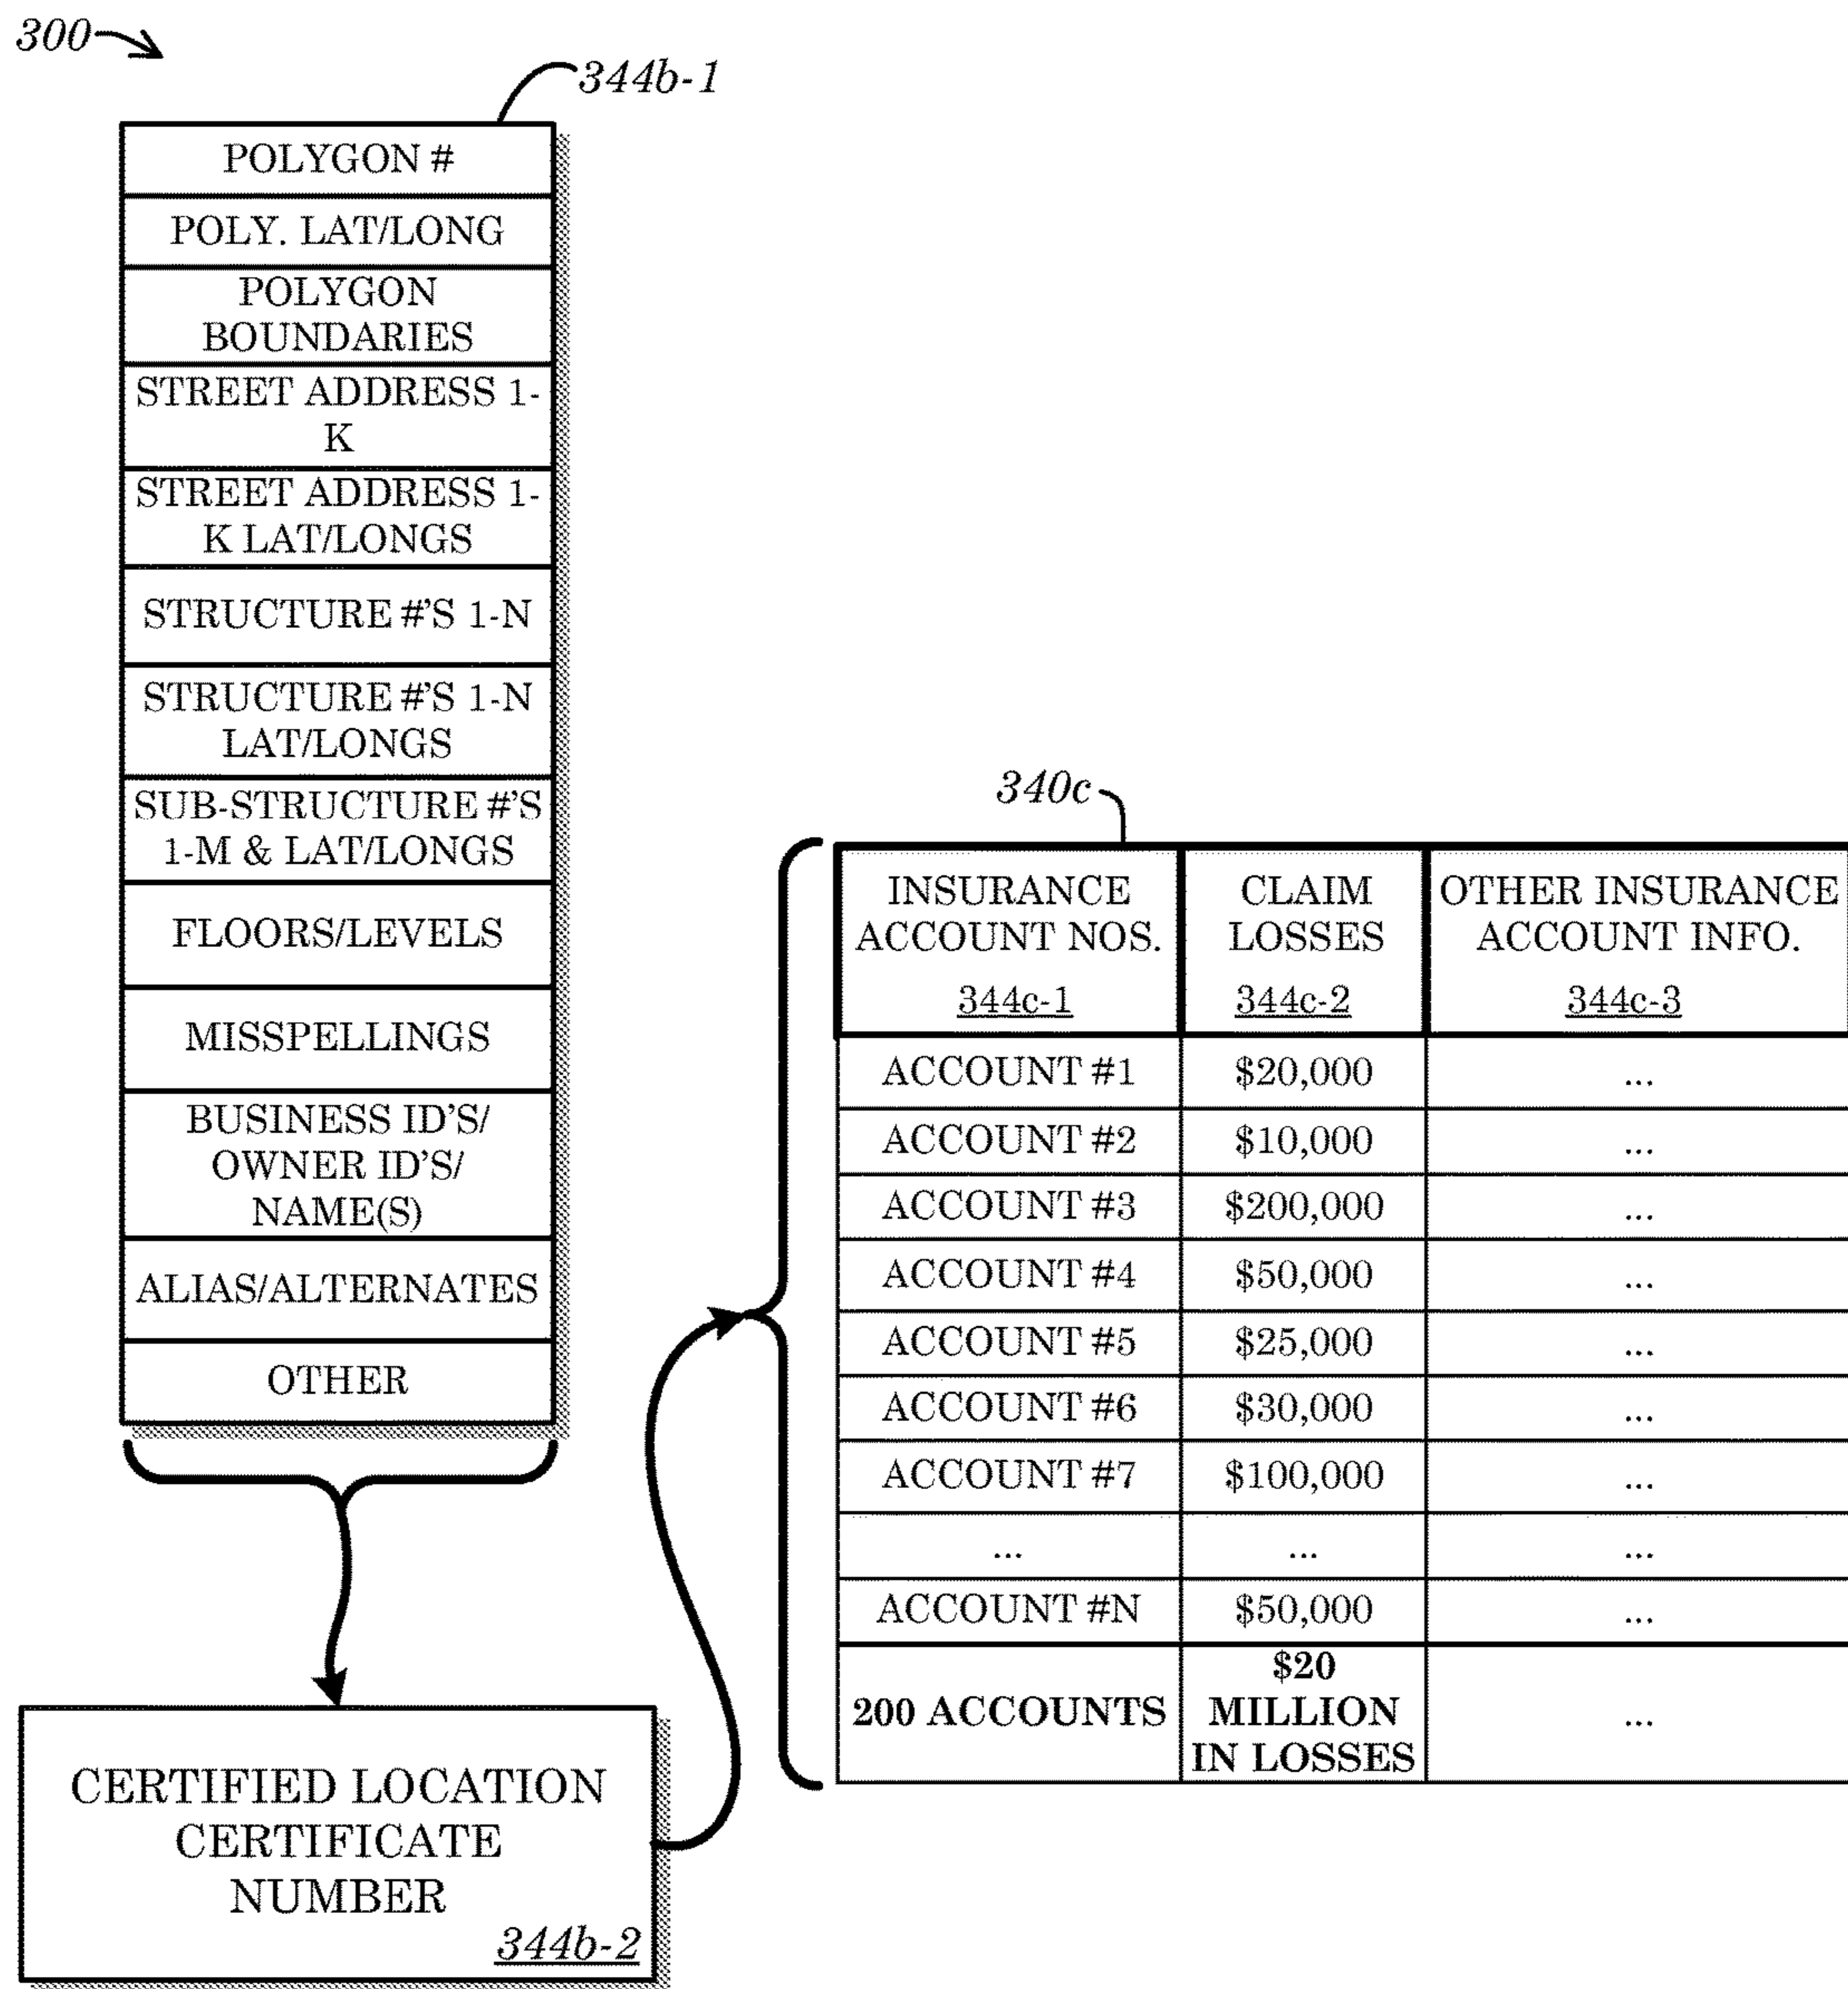 300
344b-1
POLYGON #
POLY. LAT/LONG
POLYGON
BOUNDARIES
STREET ADDRESS 1-
K
STREET ADDRESS 1-
K LAT/LONGS
STRUCTURE #'S 1-N
STRUCTURE #'S 1-N
LAT/LONGS
SUB-STRUCTURE #'S
1-M & LAT/LONGS
FLOORS/LEVELS
MISSPELLINGS
BUSINESS ID'S/
OWNER ID'S/
NAME(S)
ALIAS/ALTERNATES
OTHER
CERTIFIED LOCATION
CERTIFICATE
NUMBER
344b-2
340c
INSURANCE CLAIM OTHER INSURANCE
ACCOUNT NOS. LOSSES ACCOUNT INFO.
344c-1 344c-2 344c-3
ACCOUNT #1 $20,000 ...
ACCOUNT #2 $10,000 ...
ACCOUNT #3 $200,000 ...
ACCOUNT #4 $50,000 ...
ACCOUNT #5 $25,000 ...
ACCOUNT #6 $30,000 ...
ACCOUNT #7 $100,000 ...
... ... ...
ACCOUNT #N $50,000 ...
$20
200 ACCOUNTS MILLION ...
IN LOSSES